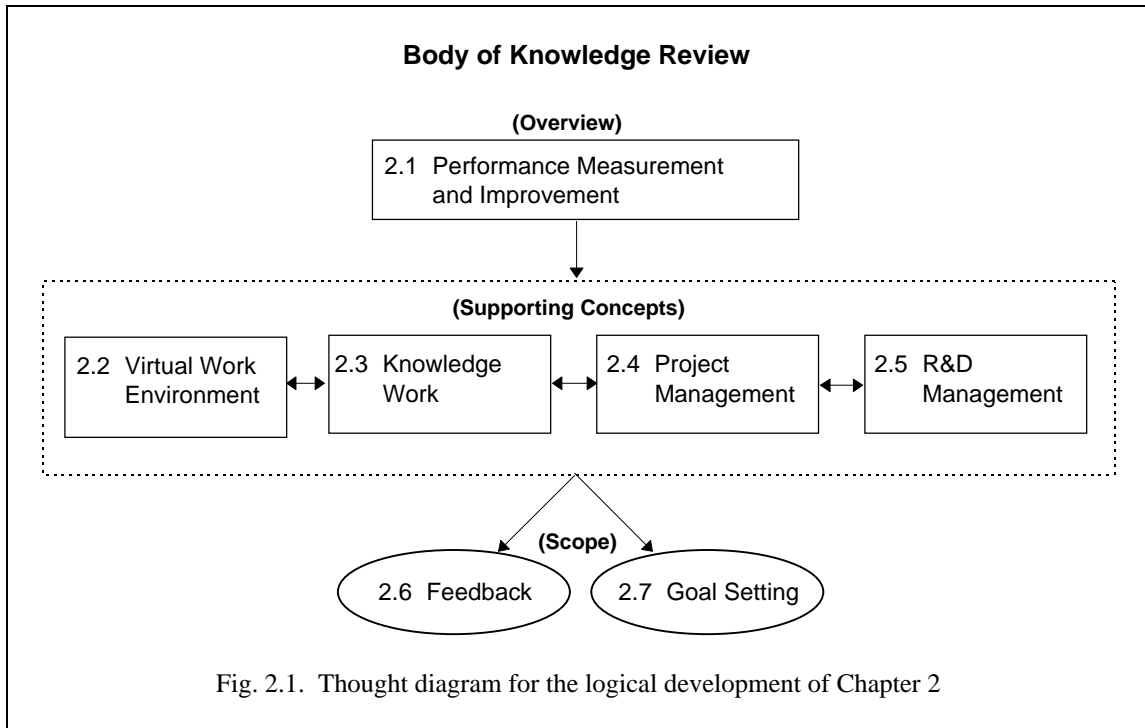 Body of Knowledge Review
(Overview)
2.1 Performance Measurement
and Improvement
(Supporting Concepts)
2.2 Virtual Work
Environment
2.3 Knowledge
Work
2.4 Project
Management
2.5 R&D
Management
(Scope)
2.6 Feedback
2.7 Goal Setting
Fig. 2.1. Thought diagram for the logical development of Chapter 2